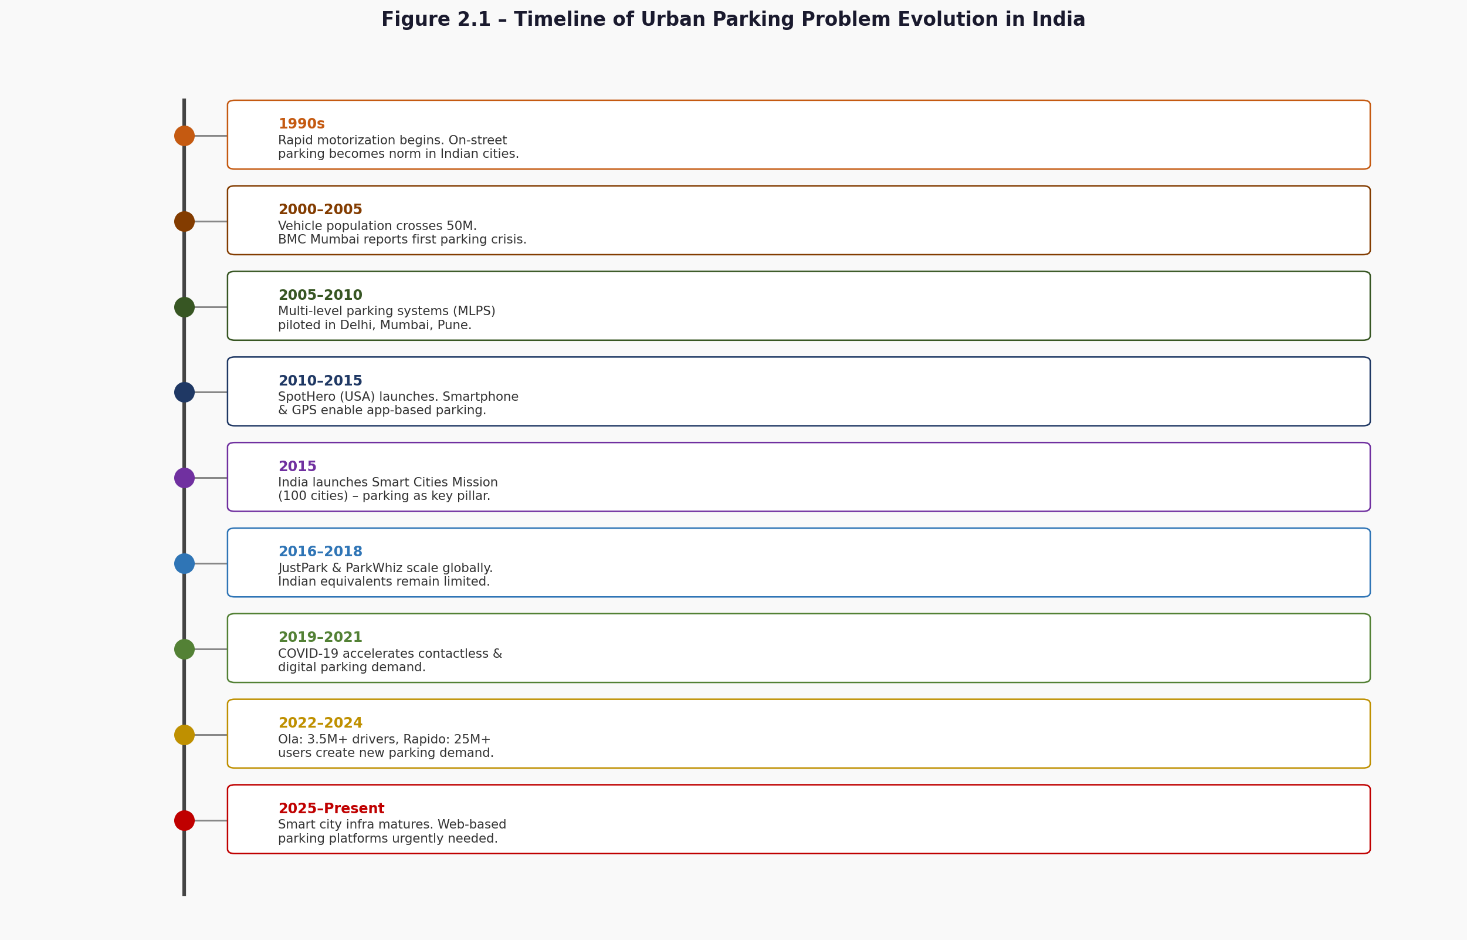 Figure 2.1 – Timeline of Urban Parking Problem Evolution in India
1990s
Rapid motorization begins. On-street
parking becomes norm in Indian cities.
2000–2005
Vehicle population crosses 50M.
BMC Mumbai reports first parking crisis.
2005–2010
Multi-level parking systems (MLPS)
piloted in Delhi, Mumbai, Pune.
2010–2015
SpotHero (USA) launches. Smartphone
& GPS enable app-based parking.
2015
India launches Smart Cities Mission
(100 cities) – parking as key pillar.
2016–2018
JustPark & ParkWhiz scale globally.
Indian equivalents remain limited.
2019–2021
COVID-19 accelerates contactless &
digital parking demand.
2022–2024
Ola: 3.5M+ drivers, Rapido: 25M+
users create new parking demand.
2025–Present
Smart city infra matures. Web-based
parking platforms urgently needed.